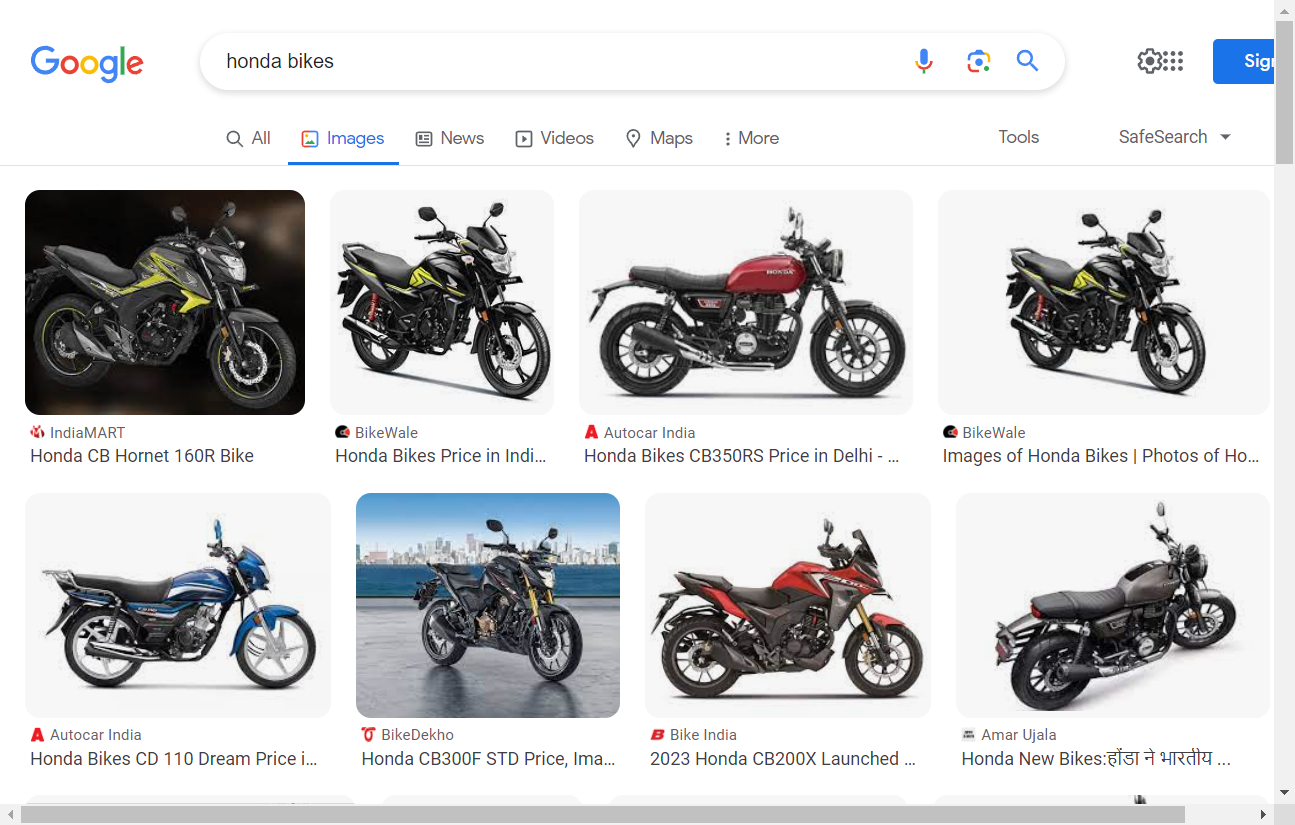 Google
honda bikes
Sign
All
Images
News
Videos
Maps
More
Tools
SafeSearch
IndiaMART
Honda CB Hornet 160R Bike
BikeWale
Honda Bikes Price in Indi...
HONDA
Autocar India
Honda Bikes CB350RS Price in Delhi - ...
BikeWale
Images of Honda Bikes | Photos of Ho...
Autocar India
Honda Bikes CD 110 Dream Price i...
BikeDekho
Honda CB300F STD Price, Ima...
Bike India
2023 Honda CB200X Launched ...
Amar Ujala
Honda New Bikes:होंडा ने भारतीय ...